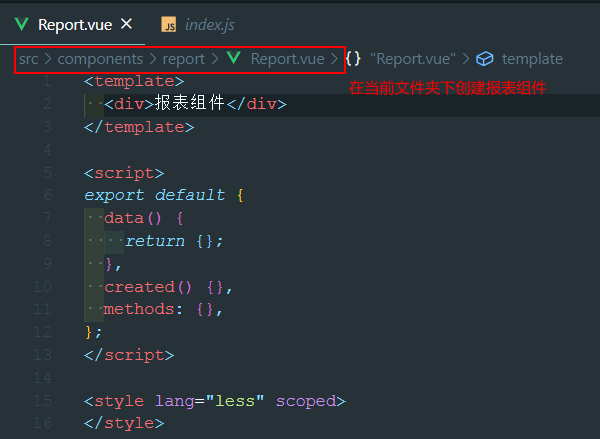 Report.vue × JS index.js
src > components > report > Report.vue > {} "Report.vue" > template
在当前文件夹下创建报表组件
1 <template>
2 <div>报表组件</div>
3 </template>
4
5 <script>
6 export default {
7 data() {
8 return {};
9 },
10 created() {},
11 methods: {},
12 };
13 </script>
14
15 <style lang="less" scoped>
16 </style>